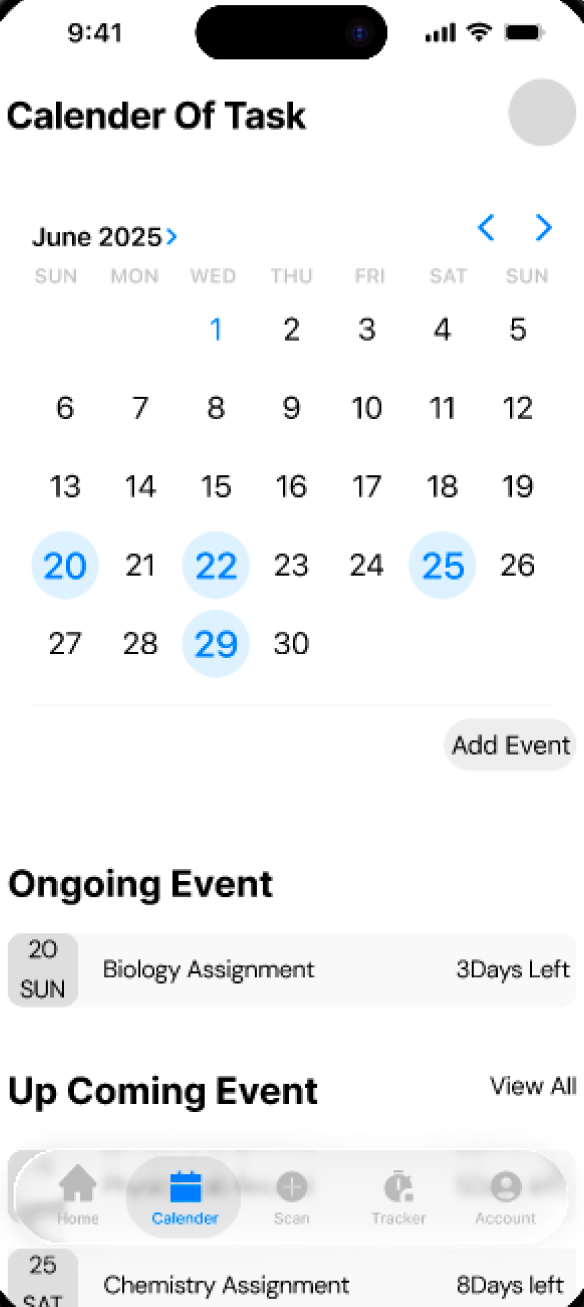 9:41
Calender Of Task
June 2025
SUN MON WED THU FRI SAT SUN
1 2 3 4 5
6 7 8 9 10 11 12
13 14 15 16 17 18 19
20 21 22 23 24 25 26
27 28 29 30
Add Event
Ongoing Event
20
SUN
Biology Assignment
3Days Left
Up Coming Event
View All
Home Calender Scan Tracker Account
25
SAT
Chemistry Assignment
8Days left